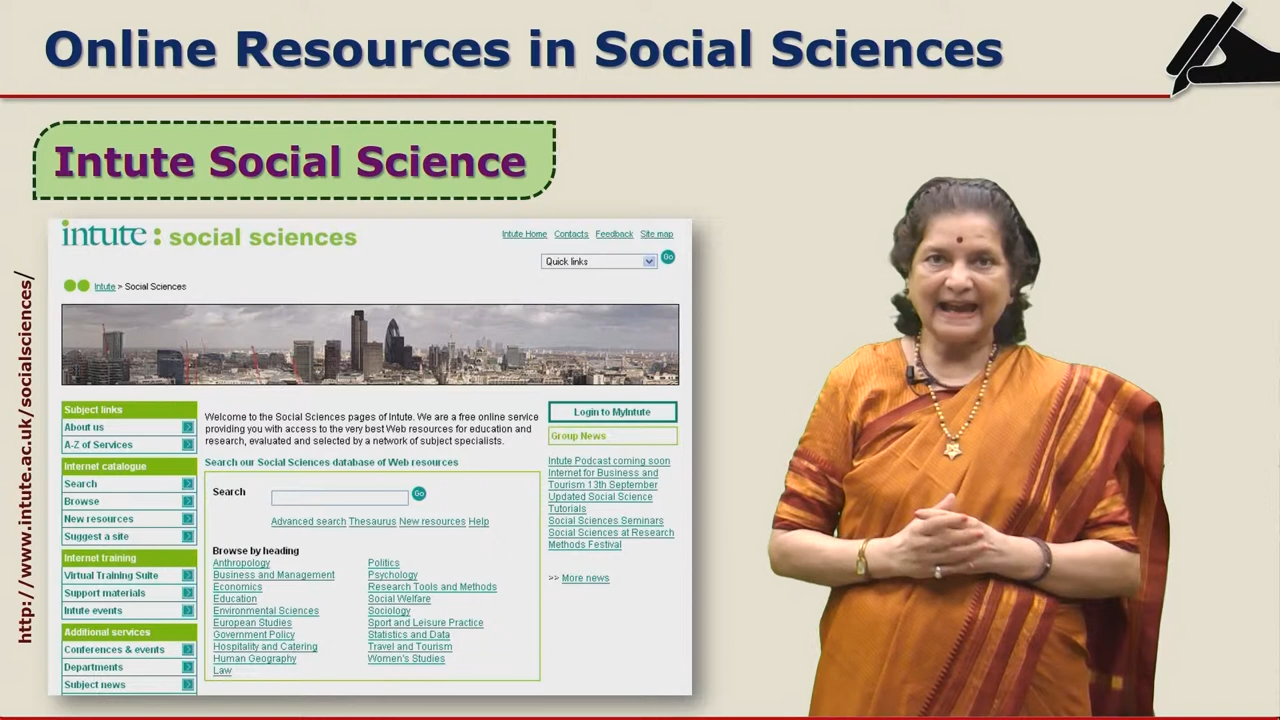 Online Resources in Social Sciences
Intute Social Science
http://www.intute.ac.uk/socialsciences/
intute: social sciences
Intute Home Contacts Feedback Site map
Quick links Go
Intute > Social Sciences
Subject links
About us
A-Z of Services
Internet catalogue
Search
Browse
New resources
Suggest a site
Internet training
Virtual Training Suite
Support materials
Intute events
Additional services
Conferences & events
Departments
Subject news
Welcome to the Social Sciences pages of Intute. We are a free online service
providing you with access to the very best Web resources for education and
research, evaluated and selected by a network of subject specialists.
Search our Social Sciences database of Web resources
Search Go
Advanced search Thesaurus New resources Help
Browse by heading
Anthropology
Business and Management
Economics
Education
Environmental Sciences
European Studies
Government Policy
Hospitality and Catering
Human Geography
Law
Politics
Psychology
Research Tools and Methods
Social Welfare
Sociology
Sport and Leisure Practice
Statistics and Data
Travel and Tourism
Women's Studies
Login to MyIntute
Group News
Intute Podcast coming soon
Internet for Business and
Tourism 13th September
Updated Social Science
Tutorials
Social Sciences Seminars
Social Sciences at Research
Methods Festival
>> More news